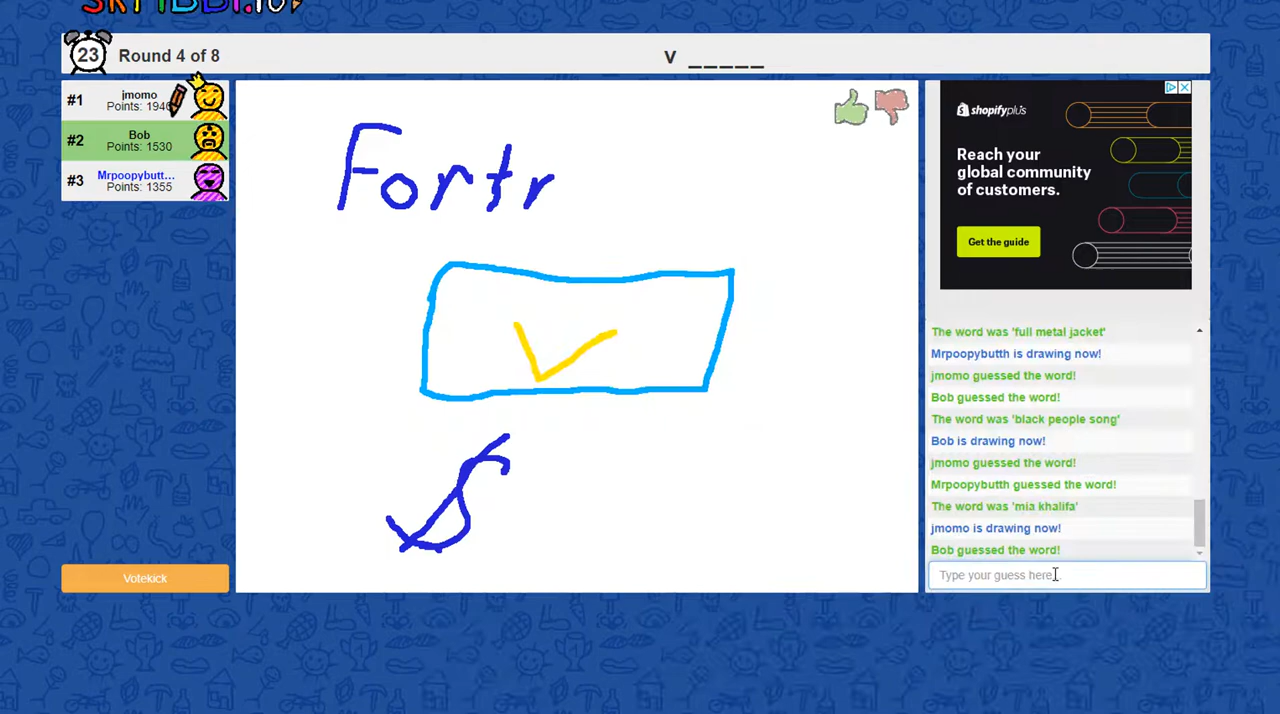 SKRIBBL.io
23
Round 4 of 8
V _____
#1
jmomo
Points: 1940
#2
Bob
Points: 1530
#3
Mrpoopybutt...
Points: 1355
Votekick
Fortr
V
$
shopifyplus
Reach your
global community
of customers.
Get the guide
The word was 'full metal jacket'
Mrpoopybutth is drawing now!
jmomo guessed the word!
Bob guessed the word!
The word was 'black people song'
Bob is drawing now!
jmomo guessed the word!
Mrpoopybutth guessed the word!
The word was 'mia khalifa'
jmomo is drawing now!
Bob guessed the word!
Type your guess here...